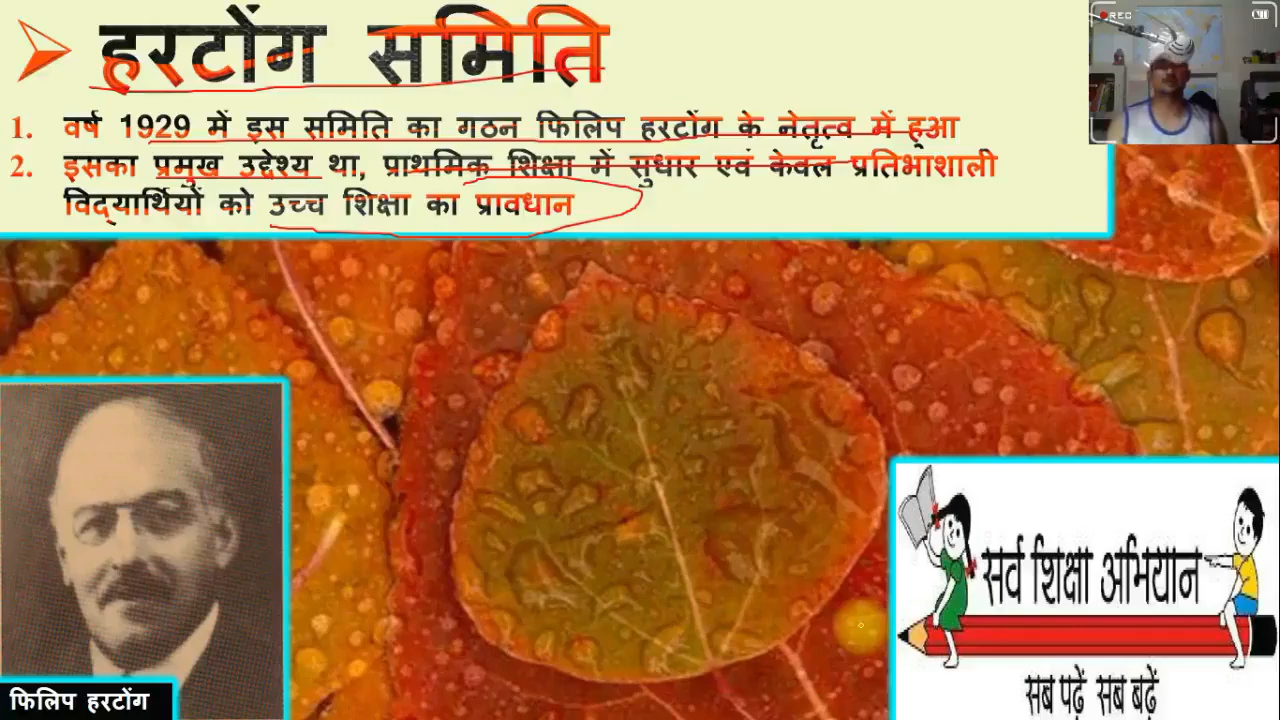 हरटोंग समिति
REC
1. वर्ष 1929 में इस समिति का गठन फिलिप हरटोंग के नेतृत्व में हुआ
2. इसका प्रमुख उद्देश्य था, प्राथमिक शिक्षा में सुधार एवं केवल प्रतिभाशाली
विद्यार्थियों को उच्च शिक्षा का प्रावधान
फिलिप हरटोंग
सर्व शिक्षा अभियान
सब पढ़ें सब बढ़ें